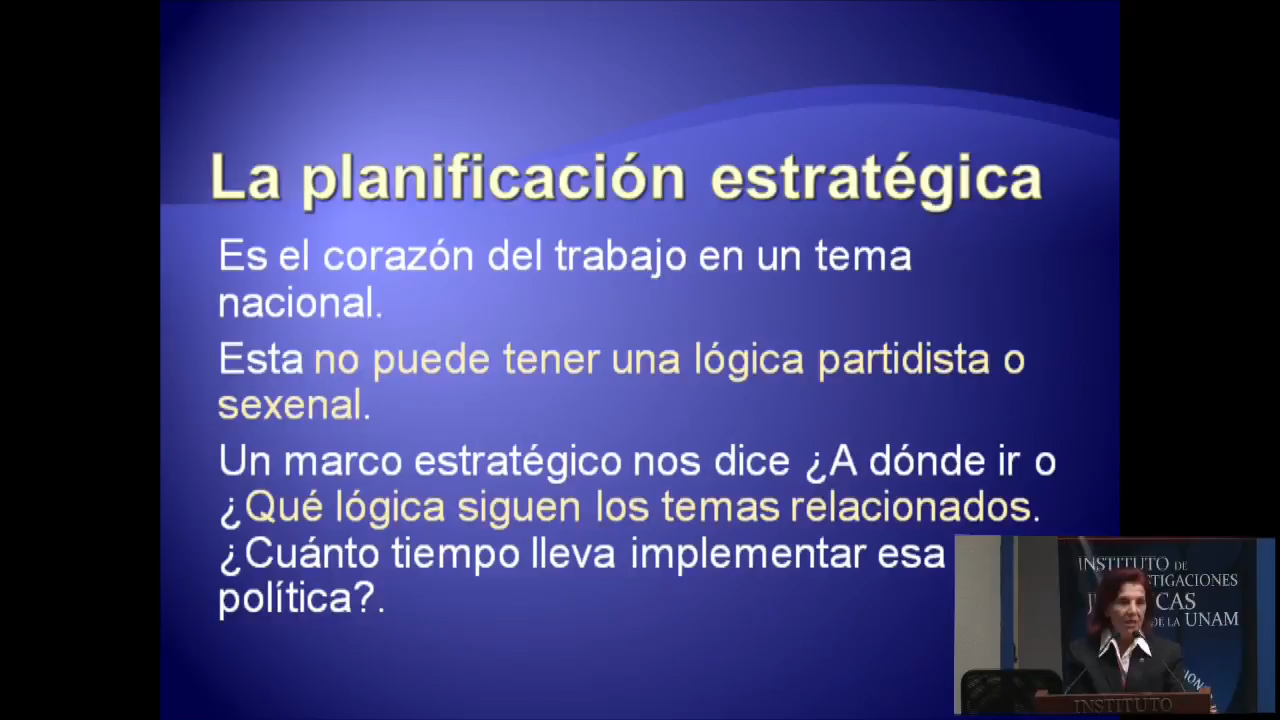 La planificación estratégica
Es el corazón del trabajo en un tema
nacional.
Esta no puede tener una lógica partidista o
sexenal.
Un marco estratégico nos dice ¿A dónde ir o
¿Qué lógica siguen los temas relacionados.
¿Cuánto tiempo lleva implementar esa
política?.
INSTITUTO DE
STIGACIONES
CAS
DE LA UNAM
INSTITUTO